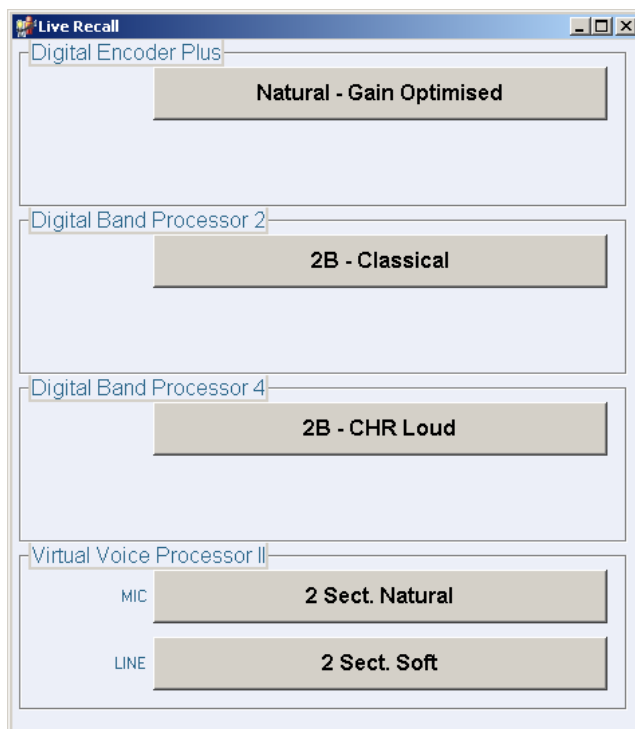 Live Recall
Digital Encoder Plus
Natural - Gain Optimised
Digital Band Processor 2
2B - Classical
Digital Band Processor 4
2B - CHR Loud
Virtual Voice Processor II
MIC 2 Sect. Natural
LINE 2 Sect. Soft